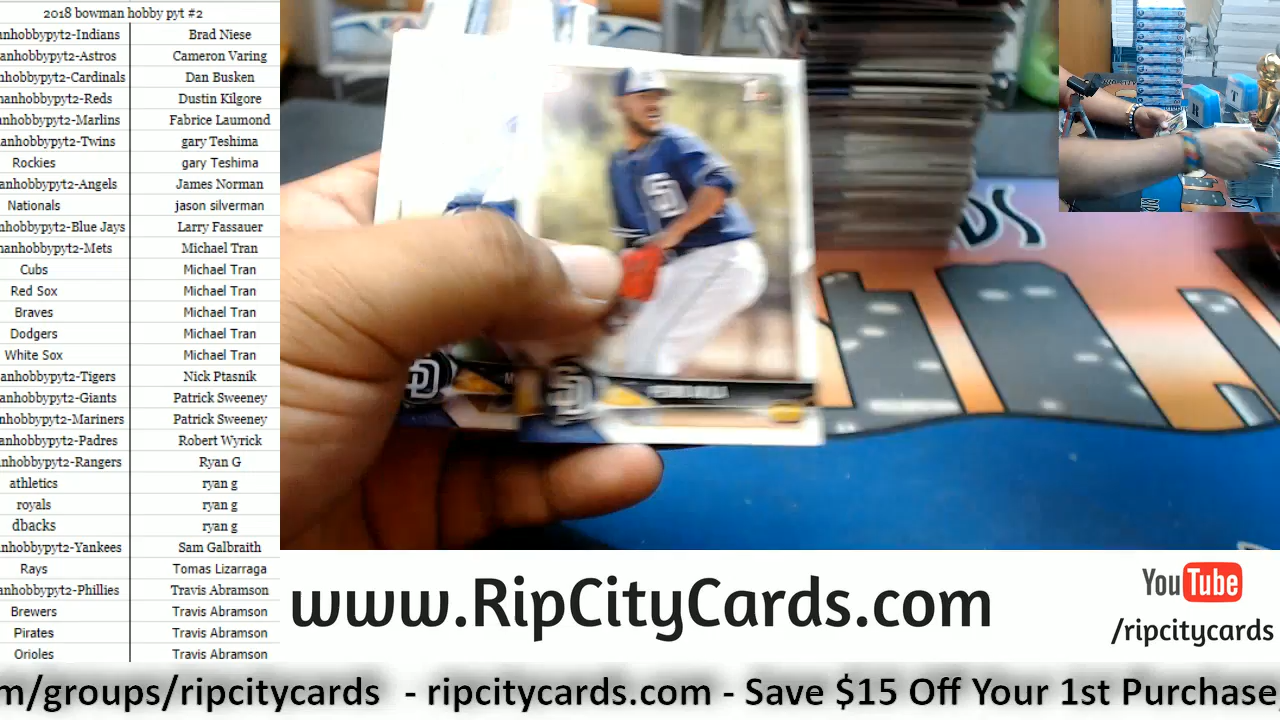 2018 bowman hobby pyt #2
nhobbypyt-Indians Brad Niese
anhobbypyt2-Astros Cameron Varing
nhobbypyt2-Cardinals Dan Busken
manhobbypyt2-Reds Dustin Kilgore
nanhobbypyt2-Marlins Fabrice Laumond
anhobbypyt2-Twins gary Teshima
Rockies gary Teshima
anhobbypyt2-Angels James Norman
Nationals jason silverman
nhobbypyt2-Blue Jays Larry Fassauer
manhobbypyt2-Mets Michael Tran
Cubs Michael Tran
Red Sox Michael Tran
Braves Michael Tran
Dodgers Michael Tran
White Sox Michael Tran
anhobbypyt2-Tigers Nick Ptasnik
anhobbypyt2-Giants Patrick Sweeney
nhobbypyt2-Mariners Patrick Sweeney
anhobbypyt2-Padres Robert Wyrick
nhobbypyt2-Rangers Ryan G
athletics ryan g
royals ryan g
dbacks ryan g
nhobbypyt2-Yankees Sam Galbraith
Rays Tomas Lizarraga
anhobbypyt2-Phillies Travis Abramson
Brewers Travis Abramson
Pirates Travis Abramson
Orioles Travis Abramson
SD
www.RipCityCards.com
YouTube
/ripcitycards
m/groups/ripcitycards - ripcitycards.com - Save $15 Off Your 1st Purchase,